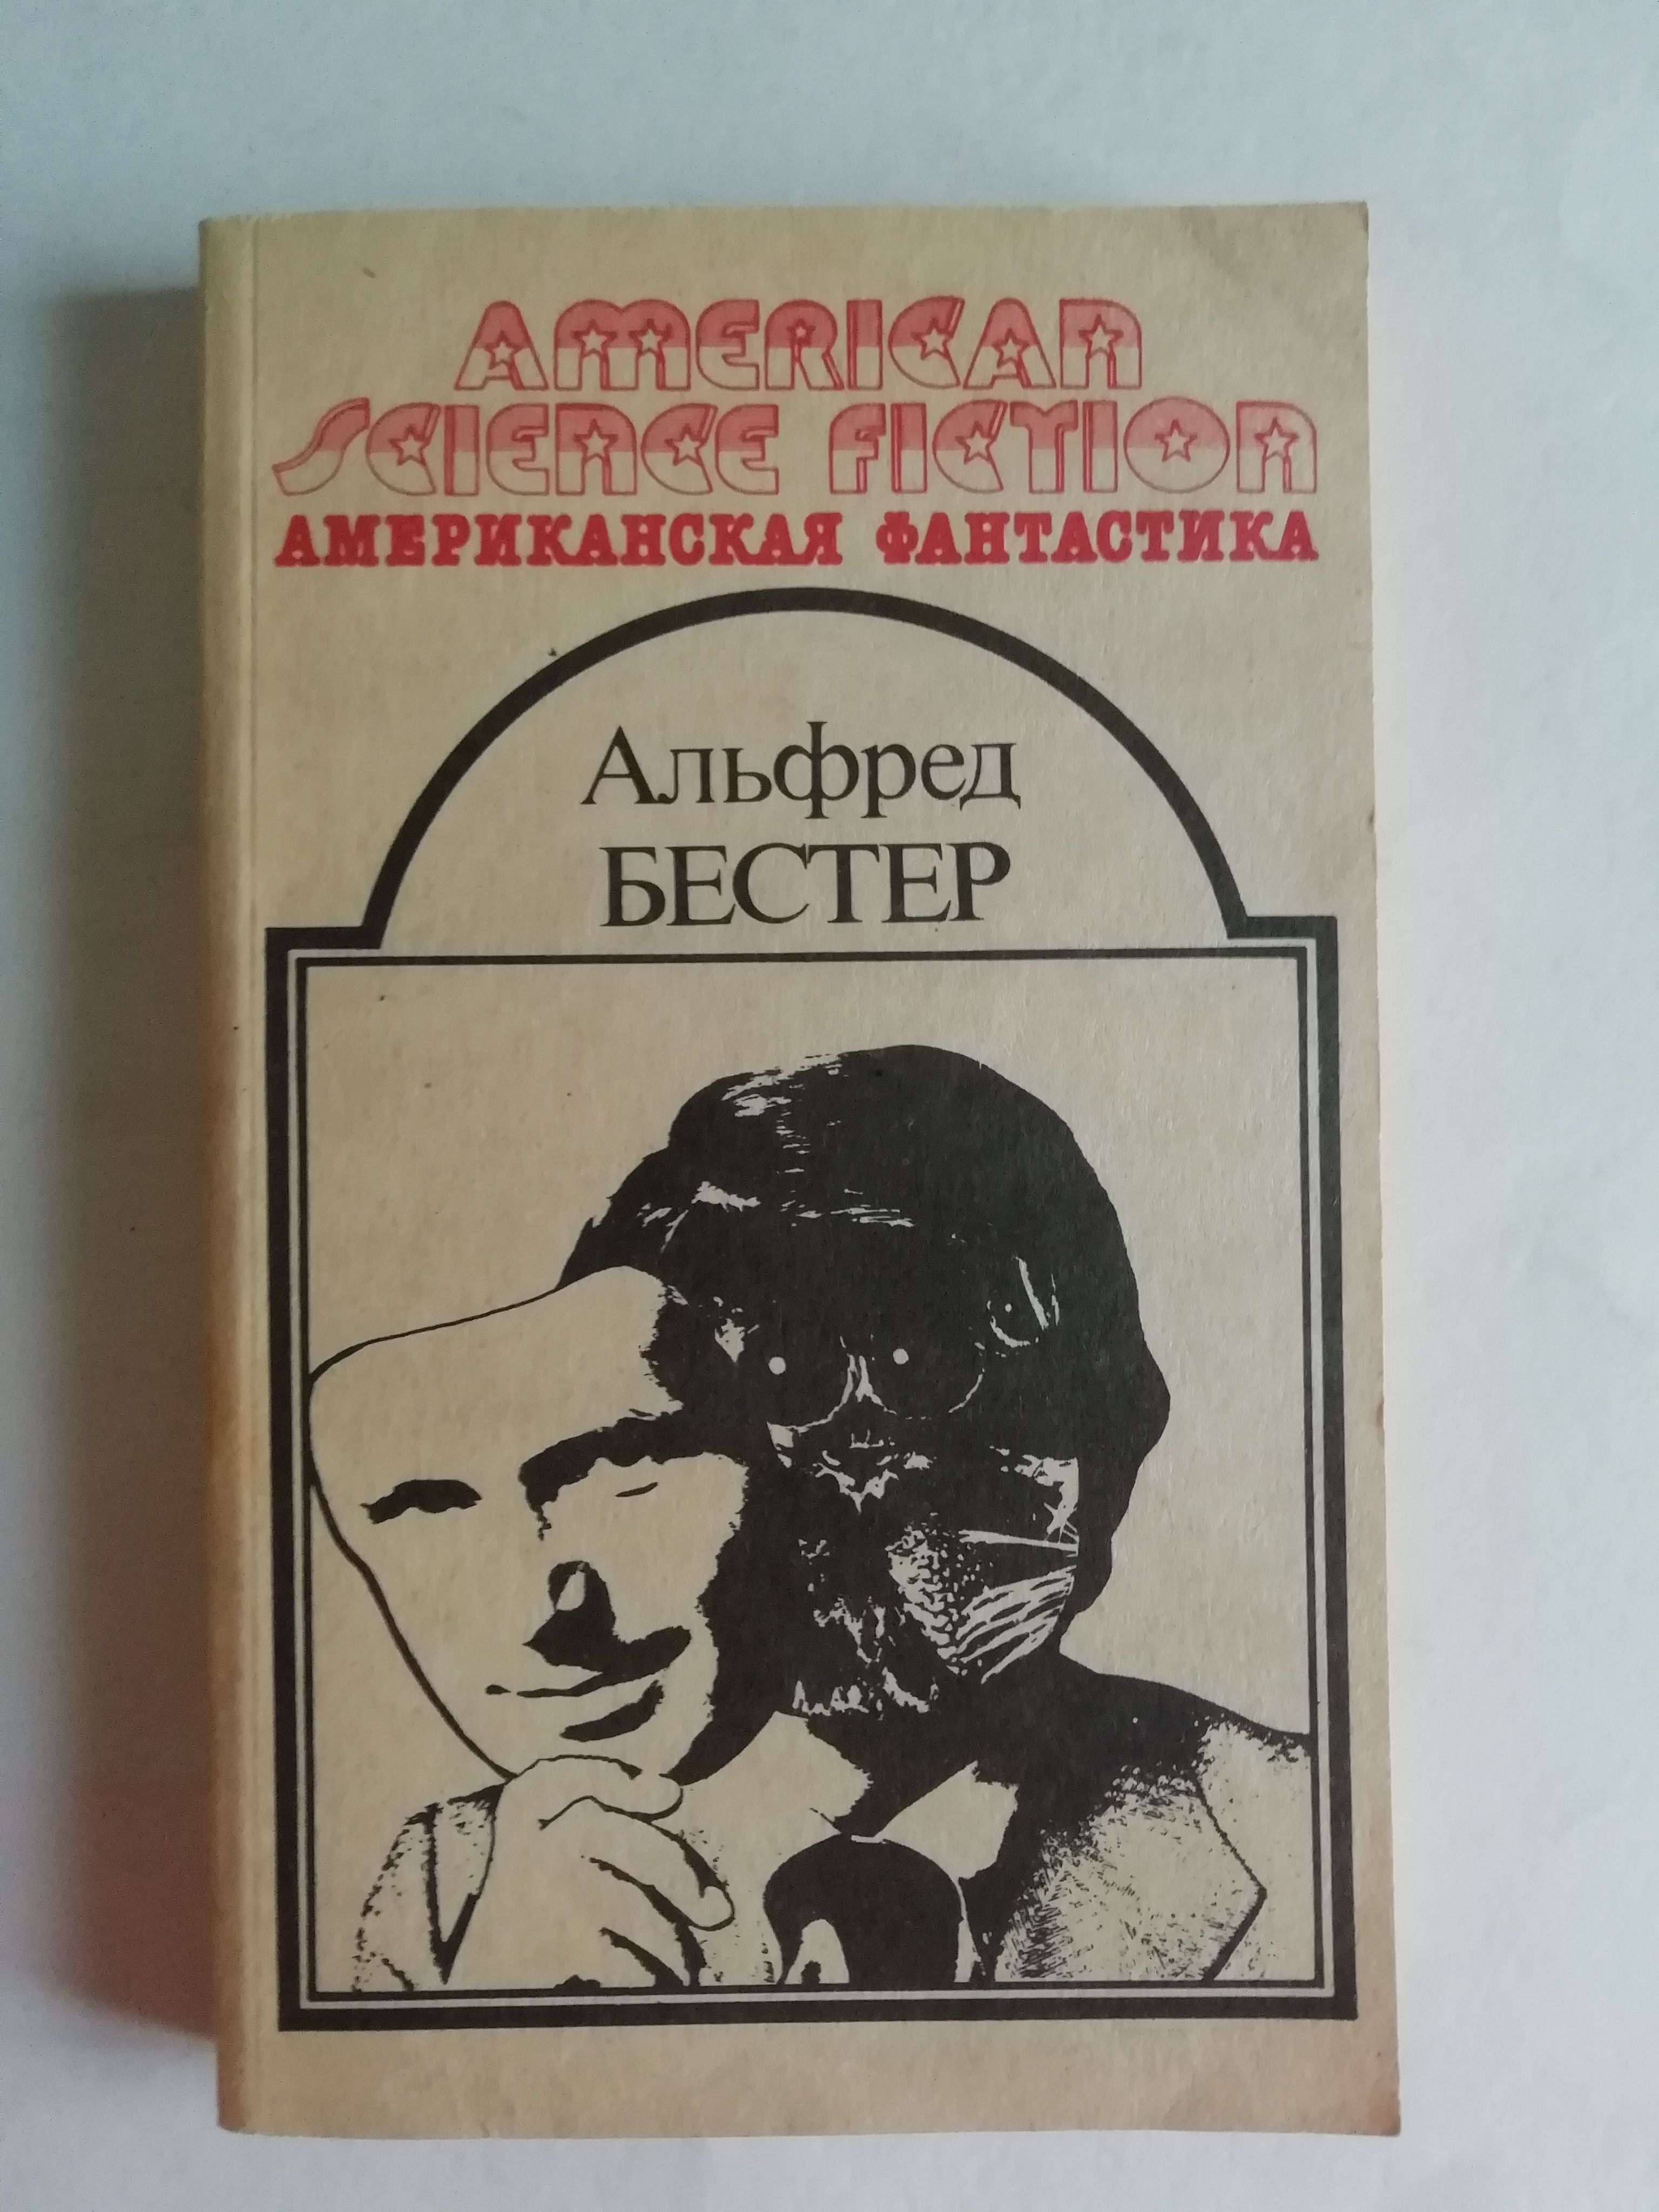 AMERICAN
SCIENCE FICTION
АМЕРИКАНСКАЯ ФАНТАСТИКА
Альфред
БЕСТЕР